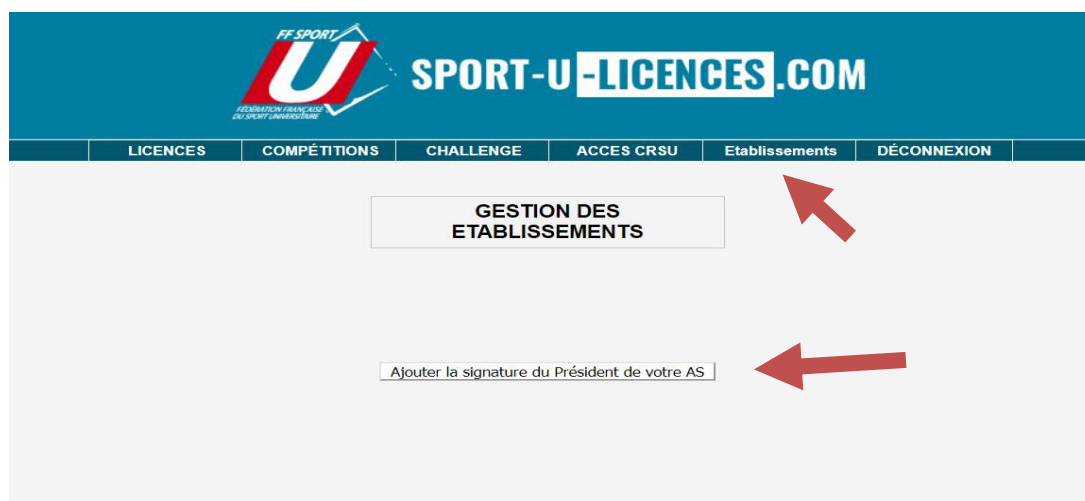 FF SPORT
U
FÉDÉRATION FRANÇAISE
DU SPORT UNIVERSITAIRE
SPORT-U-LICENCES.COM
LICENCES COMPÉTITIONS CHALLENGE ACCES CRSU Etablissements DÉCONNEXION
GESTION DES
ETABLISSEMENTS
Ajouter la signature du Président de votre AS